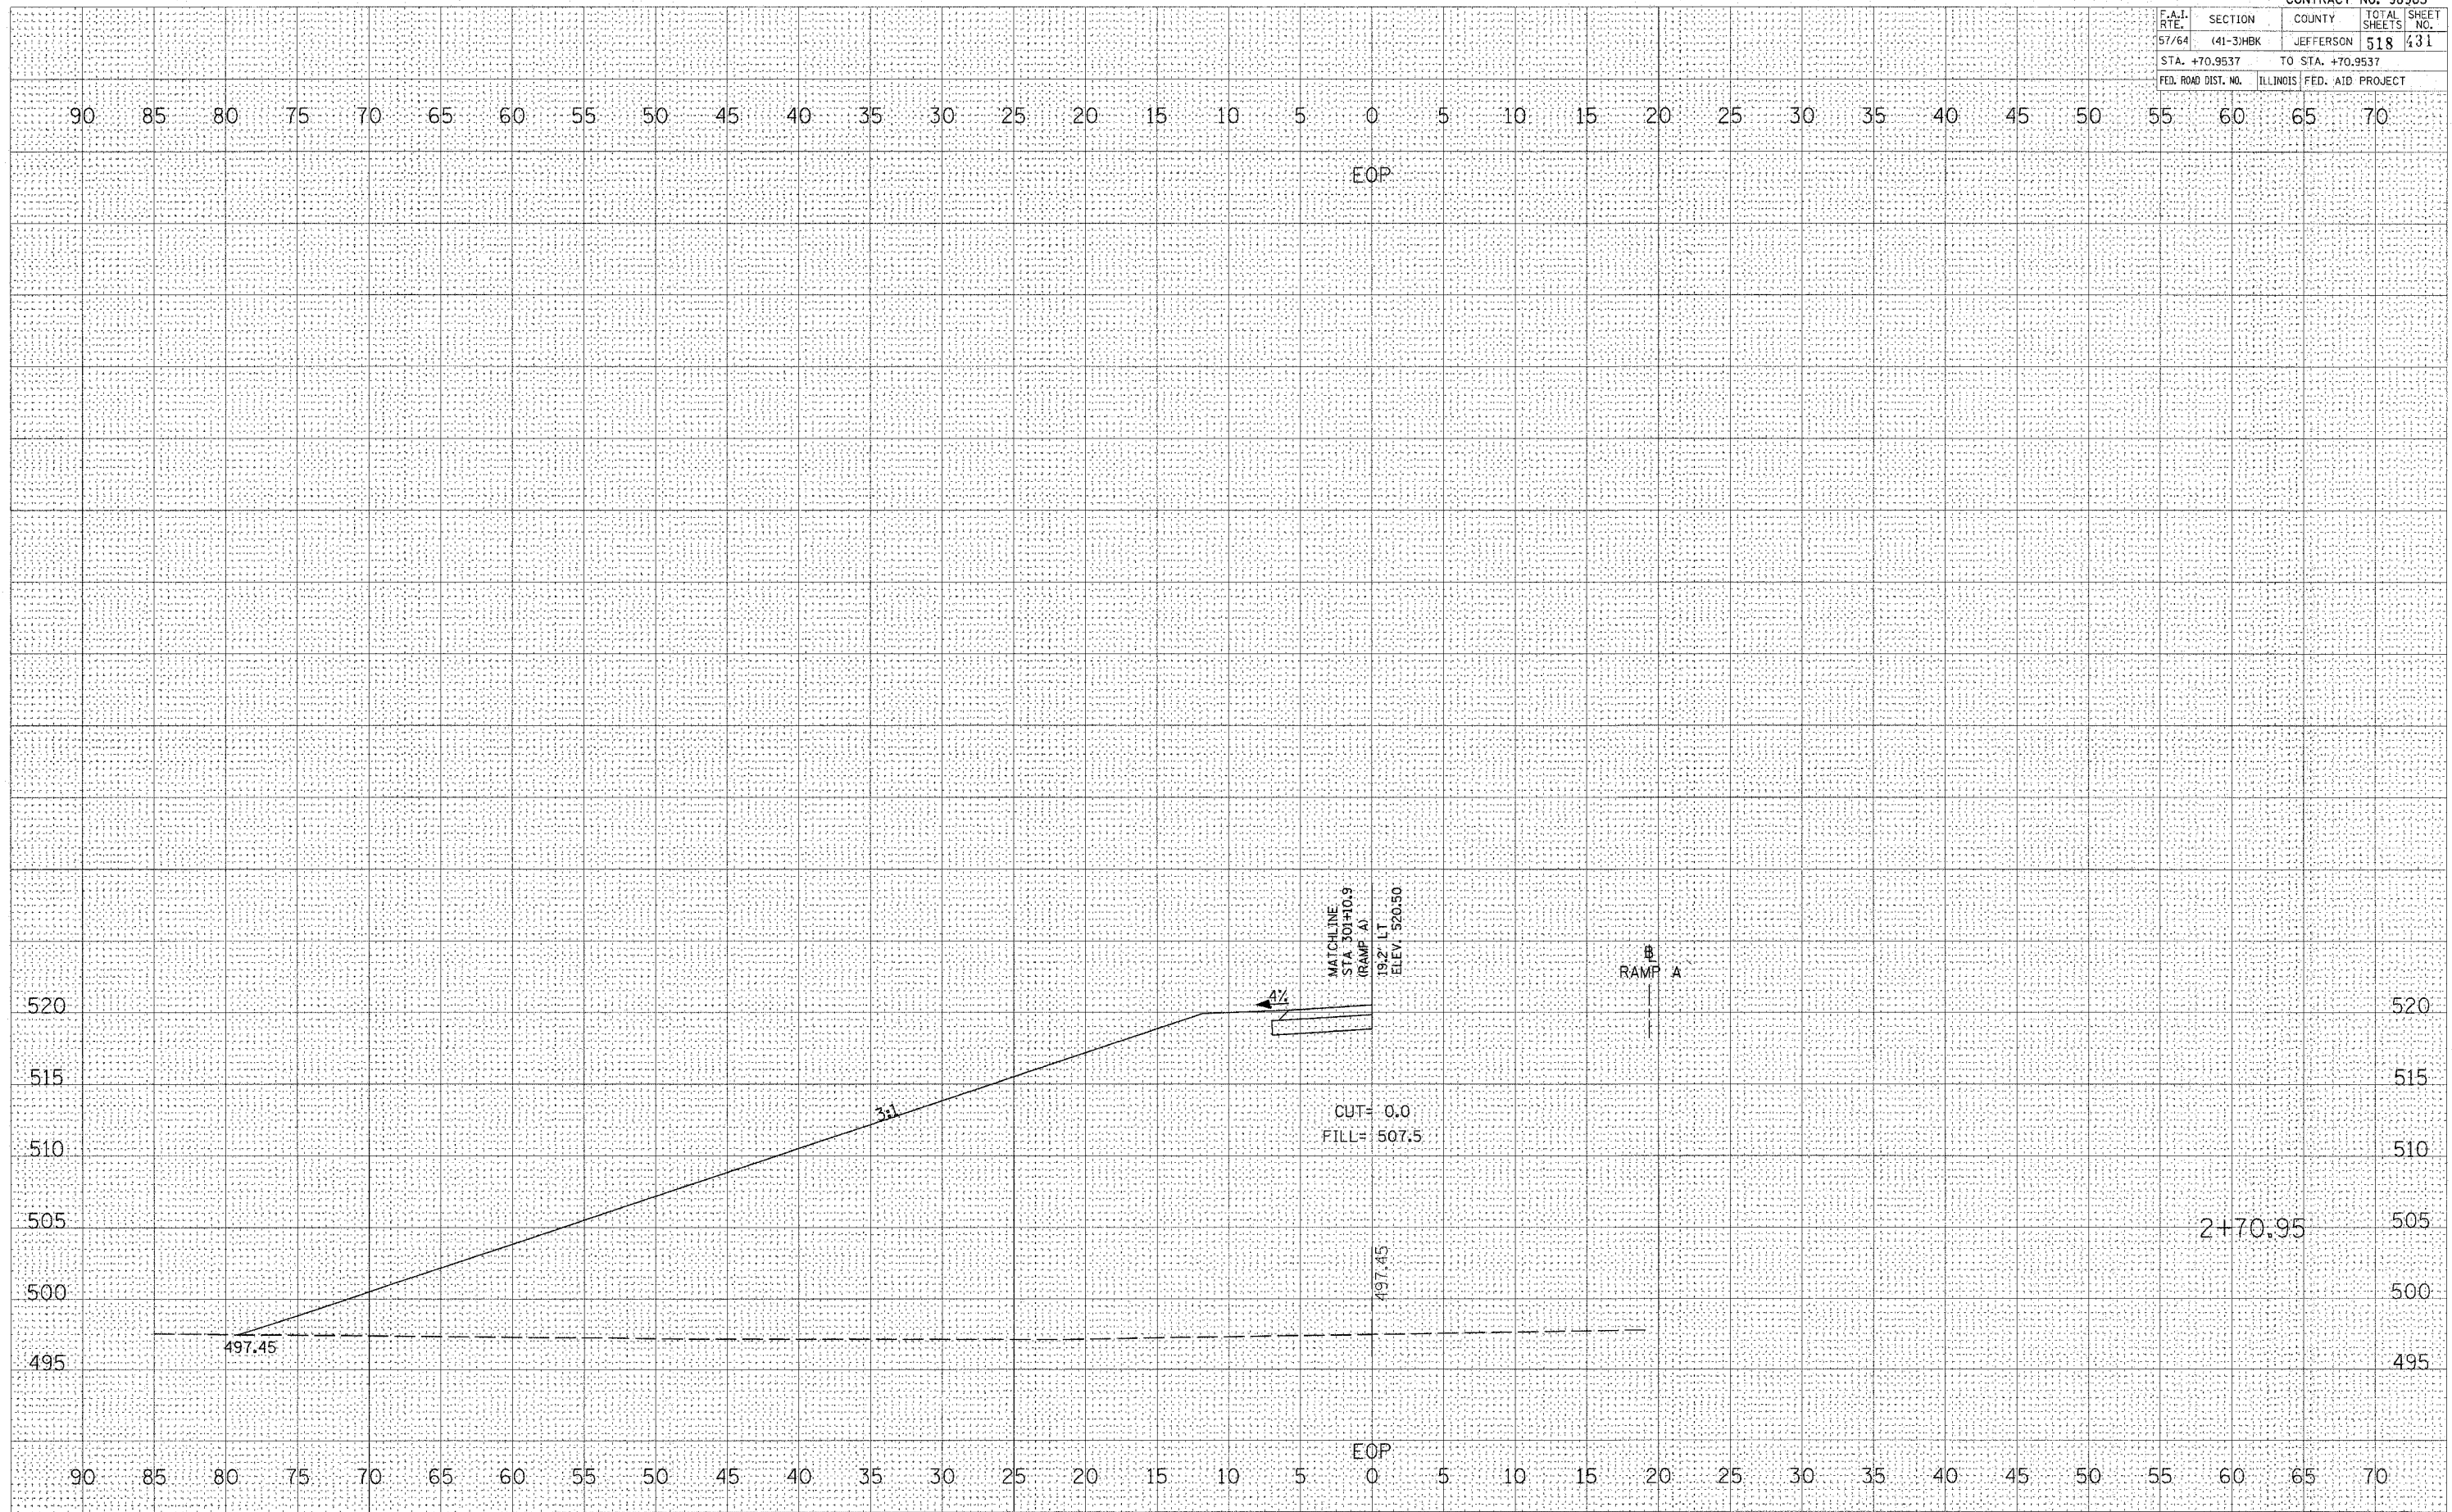 CONTRACT NO.
F.A.I. RTE. SECTION COUNTY TOTAL SHEETS SHEET NO.
57/64 (41-3)HBK JEFFERSON 518 431
STA. +70.9537 TO STA. +70.9537
FED. ROAD DIST. NO. ILLINOIS FED. AID PROJECT
90 85 80 75 70 65 60 55 50 45 40 35 30 25 20 15 10 5 0 5 10 15 20 25 30 35 40 45 50 55 60 65 70
EOP
MATCHLINE
STA 301+10.9
(RAMP A)
19.2' LT
ELEV. 520.50
RAMP A
4%
520 520
515 515
3:1
CUT= 0.0
FILL= 507.5
510 510
505 2+70.95 505
497.45
500 500
497.45
495 495
EOP
90 85 80 75 70 65 60 55 50 45 40 35 30 25 20 15 10 5 0 5 10 15 20 25 30 35 40 45 50 55 60 65 70